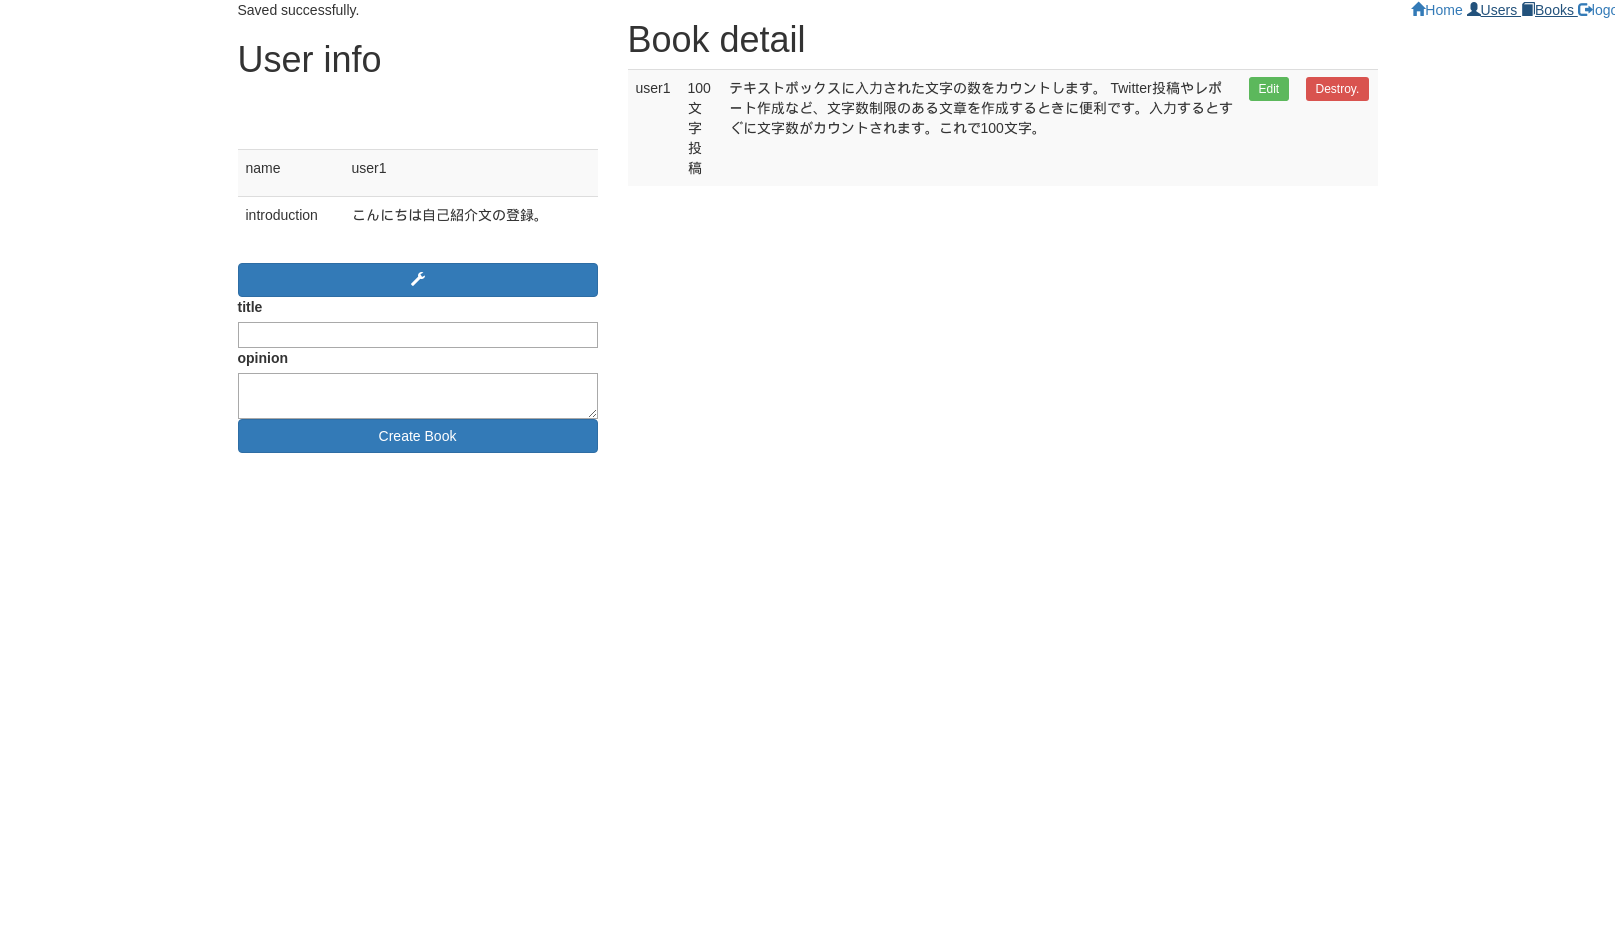 Saved successfully.
Home Users Books logo
User info
name user1
introduction こんにちは自己紹介文の登録。
title
opinion
Create Book
Book detail
user1 100 テキストボックスに入力された文字の数をカウントします。 Twitter投稿やレポ Edit Destroy.
文 ート作成など、文字数制限のある文章を作成するときに便利です。入力するとす
字 ぐに文字数がカウントされます。これで100文字。
投
稿